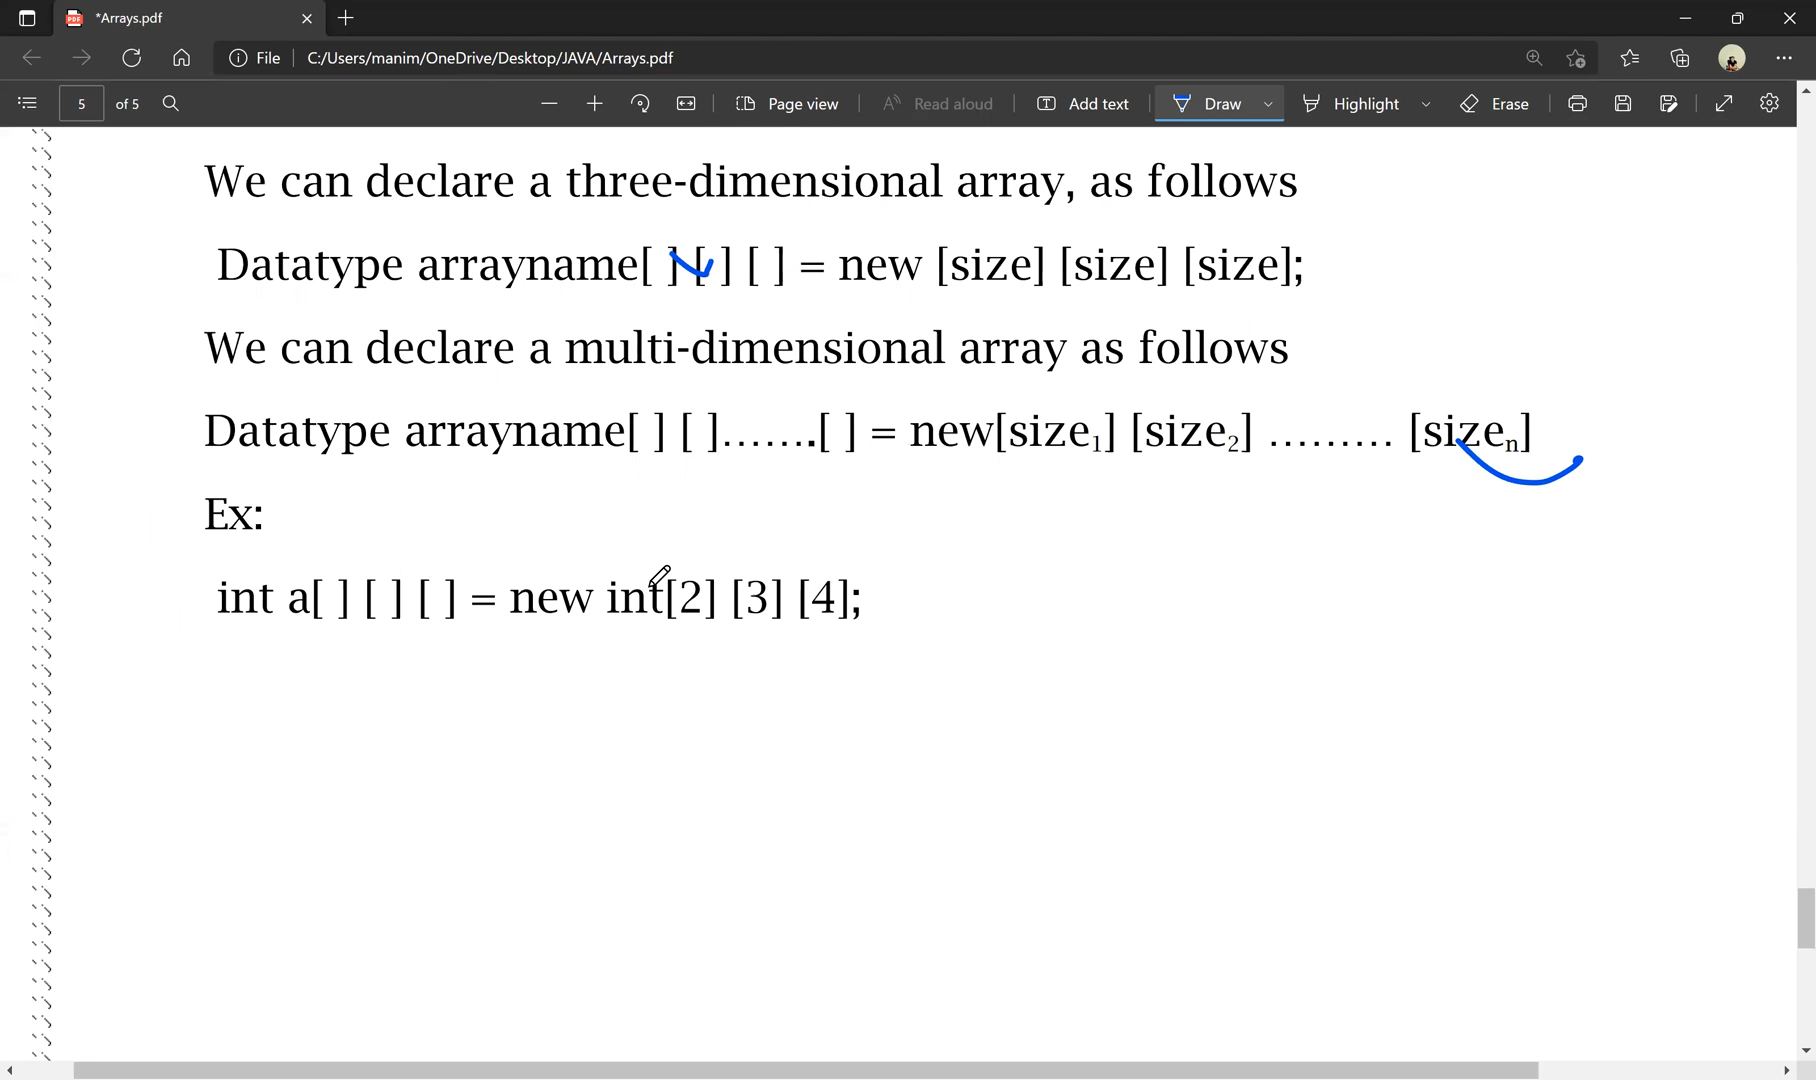 *Arrays.pdf
File C:/Users/manim/OneDrive/Desktop/JAVA/Arrays.pdf
5 of 5 Page view Read aloud Add text Draw Highlight Erase
We can declare a three-dimensional array, as follows
Datatype arrayname[ ] [ ] [ ] = new [size] [size] [size];
We can declare a multi-dimensional array as follows
Datatype arrayname[ ] [ ]…….[ ] = new[size₁] [size₂] ……… [sizeₙ]
Ex:
int a[ ] [ ] [ ] = new int[2] [3] [4];